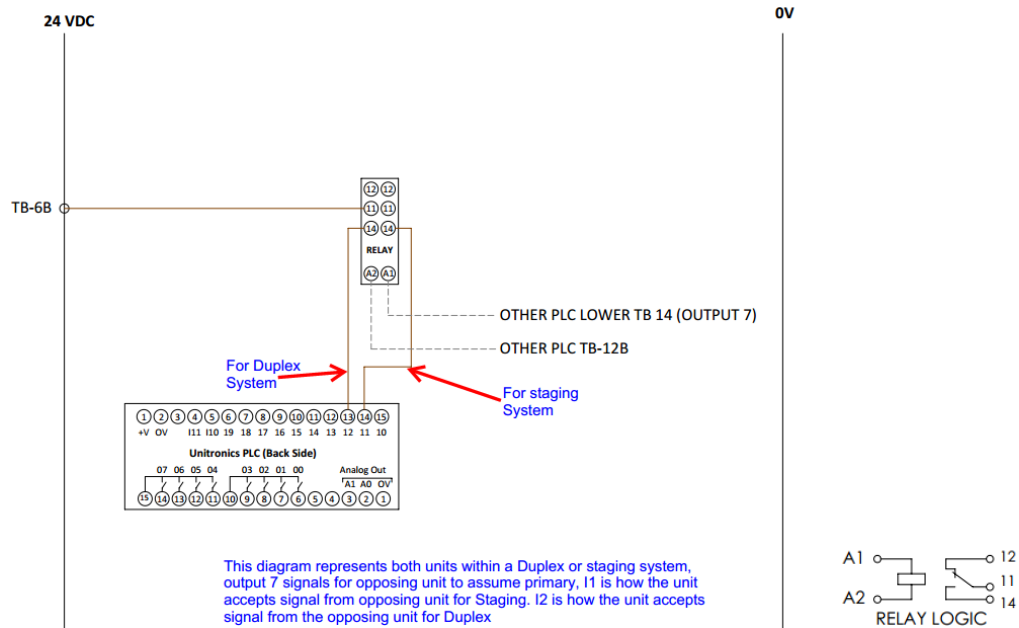 24 VDC
0V
TB-6B
12 12
11 11
14 14
RELAY
A2 A1
OTHER PLC LOWER TB 14 (OUTPUT 7)
OTHER PLC TB-12B
For Duplex
System
For staging
System
1 2 3 4 5 6 7 8 9 10 11 12 13 14 15
+V OV I11 I10 19 18 17 16 15 14 13 12 11 10
Unitronics PLC (Back Side)
07 06 05 04 03 02 01 00 Analog Out
A1 A0 OV
15 14 13 12 11 10 9 8 7 6 5 4 3 2 1
This diagram represents both units within a Duplex or staging system,
output 7 signals for opposing unit to assume primary, I1 is how the unit
accepts signal from opposing unit for Staging. I2 is how the unit accepts
signal from the opposing unit for Duplex
A1 12
11
A2 14
RELAY LOGIC